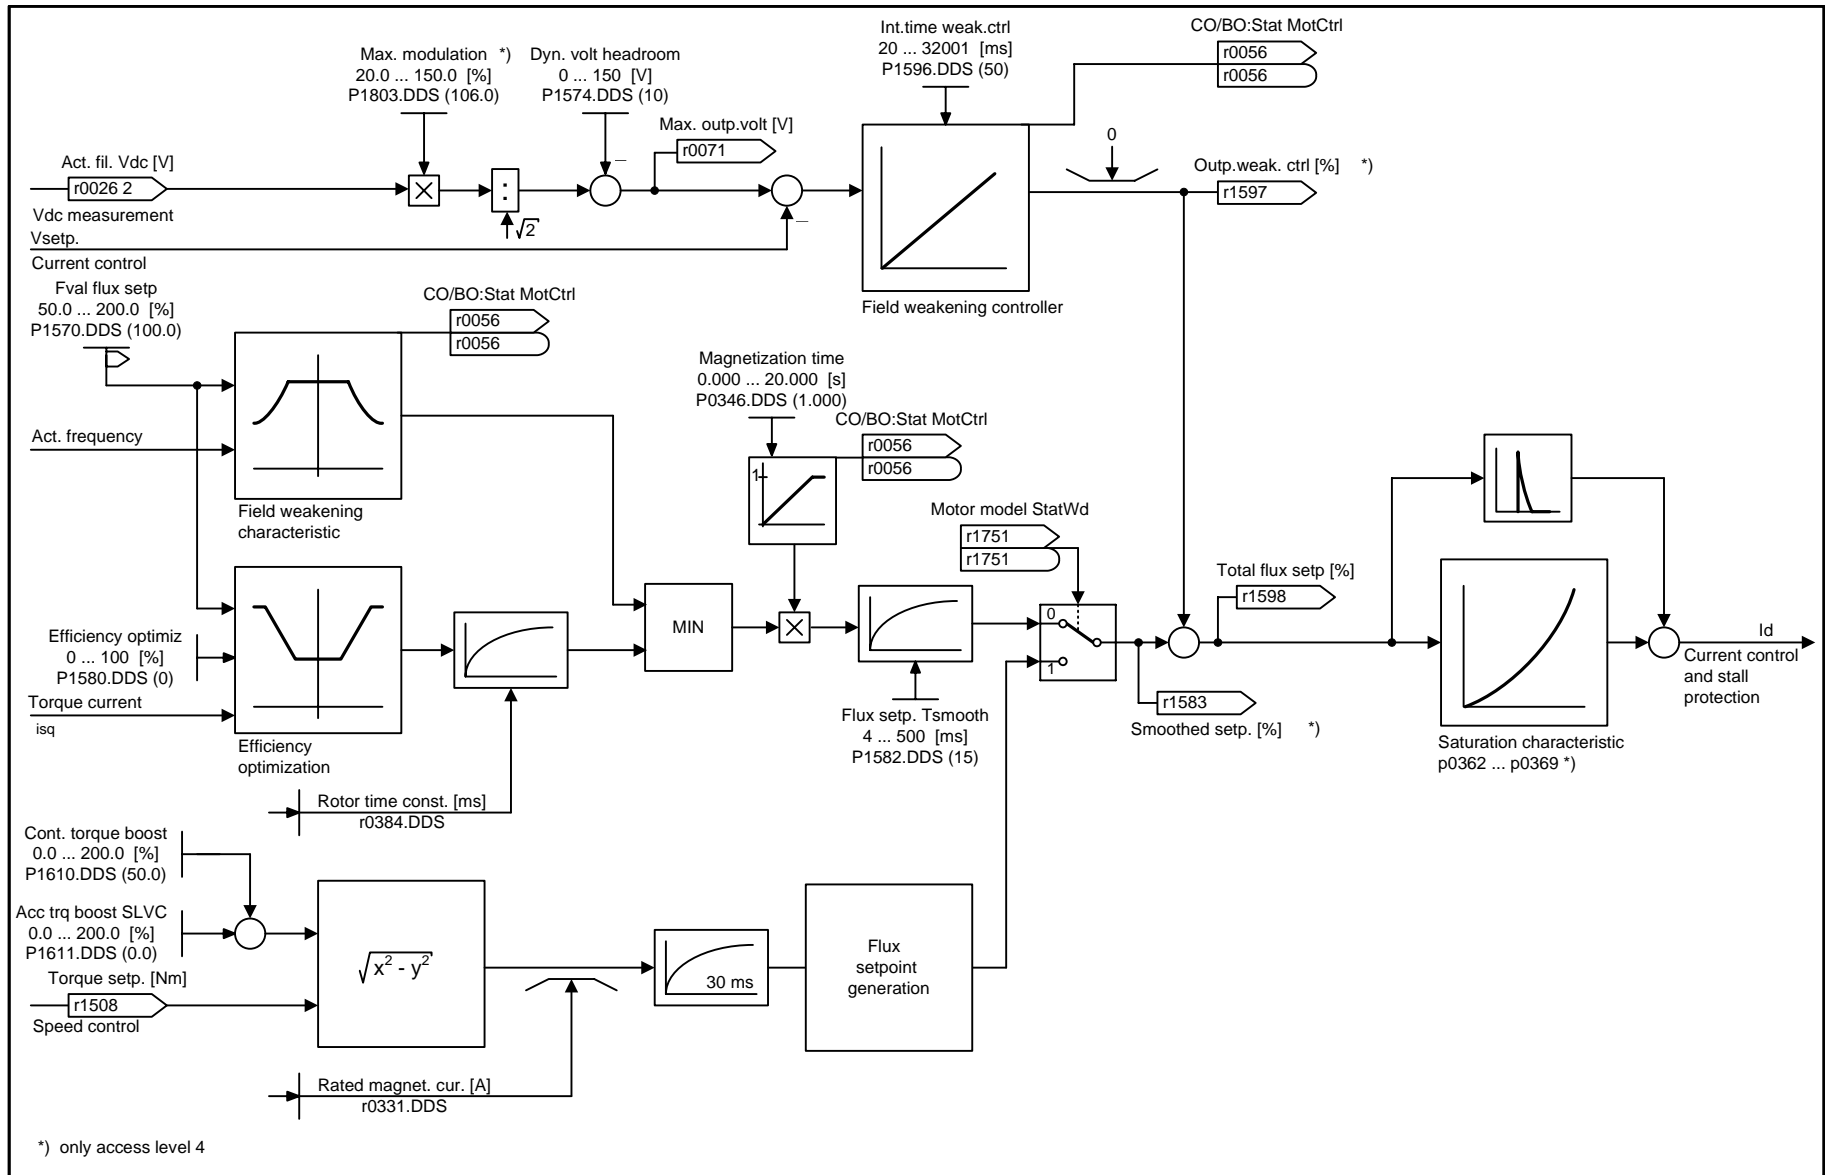 Max. modulation *)
20.0 ... 150.0 [%]
P1803.DDS (106.0)
Dyn. volt headroom
0 ... 150 [V]
P1574.DDS (10)
Max. outp.volt [V]
r0071
Int.time weak.ctrl
20 ... 32001 [ms]
P1596.DDS (50)
CO/BO:Stat MotCtrl
r0056
r0056
0
Outp.weak. ctrl [%] *)
r1597
Act. fil. Vdc [V]
r0026 2
Vdc measurement
×
:
√2
–
–
Vsetp.
Current control
Field weakening controller
Fval flux setp
50.0 ... 200.0 [%]
P1570.DDS (100.0)
CO/BO:Stat MotCtrl
r0056
r0056
Act. frequency
Field weakening
characteristic
Magnetization time
0.000 ... 20.000 [s]
P0346.DDS (1.000)
CO/BO:Stat MotCtrl
r0056
r0056
1
Motor model StatWd
r1751
r1751
Efficiency optimiz
0 ... 100 [%]
P1580.DDS (0)
Torque current
isq
Efficiency
optimization
MIN
×
0
1
Flux setp. Tsmooth
4 ... 500 [ms]
P1582.DDS (15)
r1583
Smoothed setp. [%] *)
Total flux setp [%]
r1598
Saturation characteristic
p0362 ... p0369 *)
Id
Current control
and stall
protection
Rotor time const. [ms]
r0384.DDS
Cont. torque boost
0.0 ... 200.0 [%]
P1610.DDS (50.0)
Acc trq boost SLVC
0.0 ... 200.0 [%]
P1611.DDS (0.0)
Torque setp. [Nm]
r1508
Speed control
√x² - y²
30 ms
Flux
setpoint
generation
Rated magnet. cur. [A]
r0331.DDS
*) only access level 4